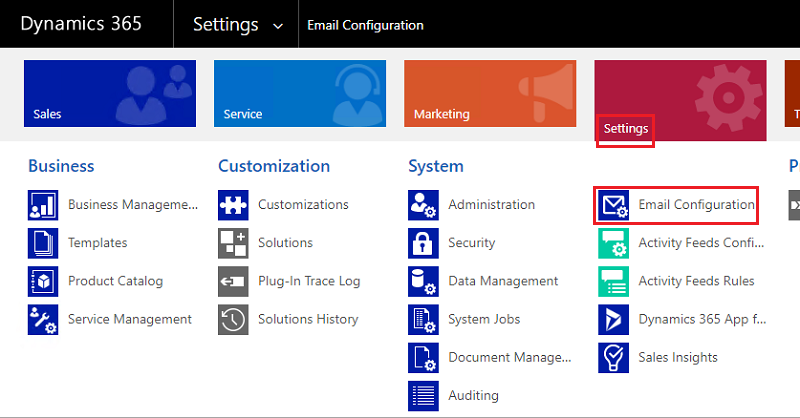 Dynamics 365 Settings Email Configuration
Sales Service Marketing Settings T
Business Customization System P
Business Manageme... Customizations Administration Email Configuration
Templates Solutions Security Activity Feeds Confi...
Product Catalog Plug-In Trace Log Data Management Activity Feeds Rules
Service Management Solutions History System Jobs Dynamics 365 App f...
Document Manage... Sales Insights
Auditing